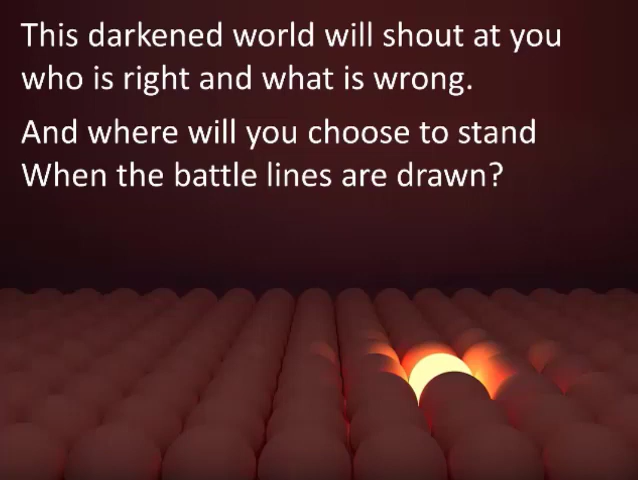 This darkened world will shout at you
who is right and what is wrong.
And where will you choose to stand
When the battle lines are drawn?